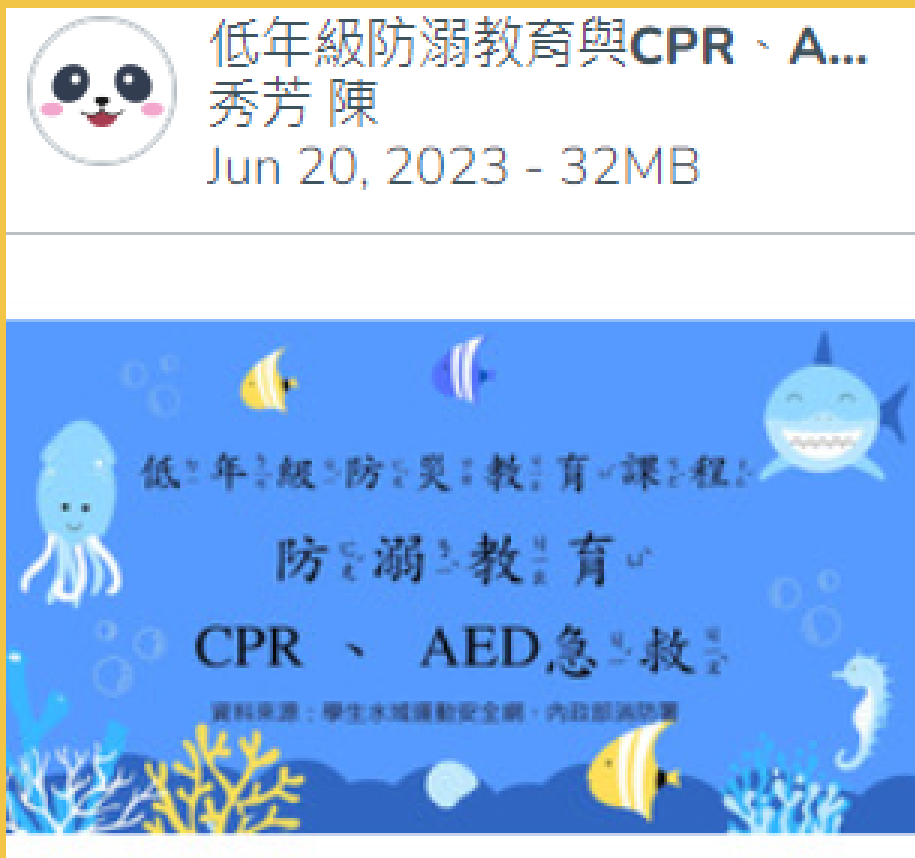 低年級防溺教育與CPR、A...
秀芳 陳
Jun 20, 2023 - 32MB
低年級防災教育課程
防溺教育
CPR、AED急救
資料來源：學生水域運動安全網、內政部消防署